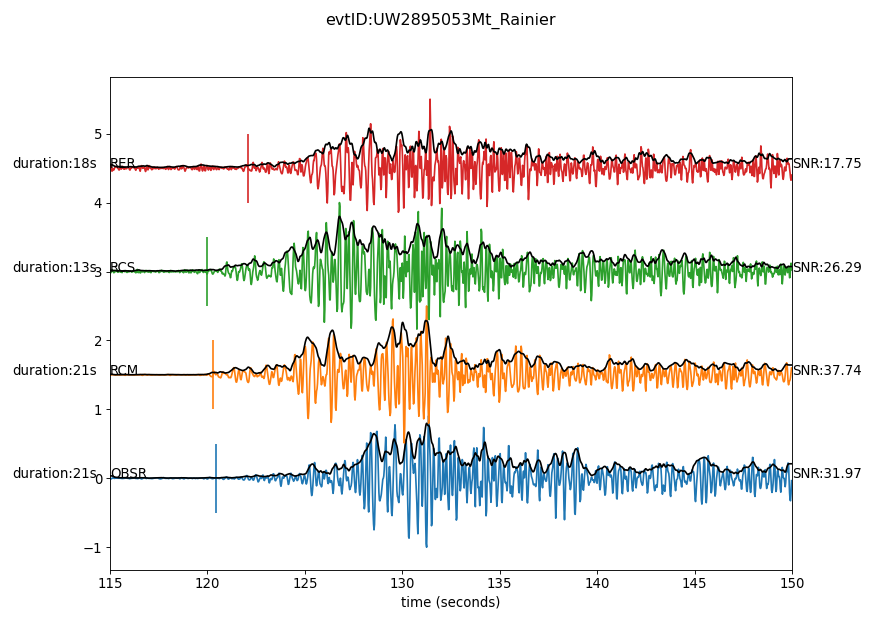 evtID:UW2895053Mt_Rainier
5
duration:18s RER SNR:17.75
4
duration:13s 3 RCS SNR:26.29
2
duration:21s RCM SNR:37.74
1
duration:21s 0 OBSR SNR:31.97
−1
115 120 125 130 135 140 145 150
time (seconds)